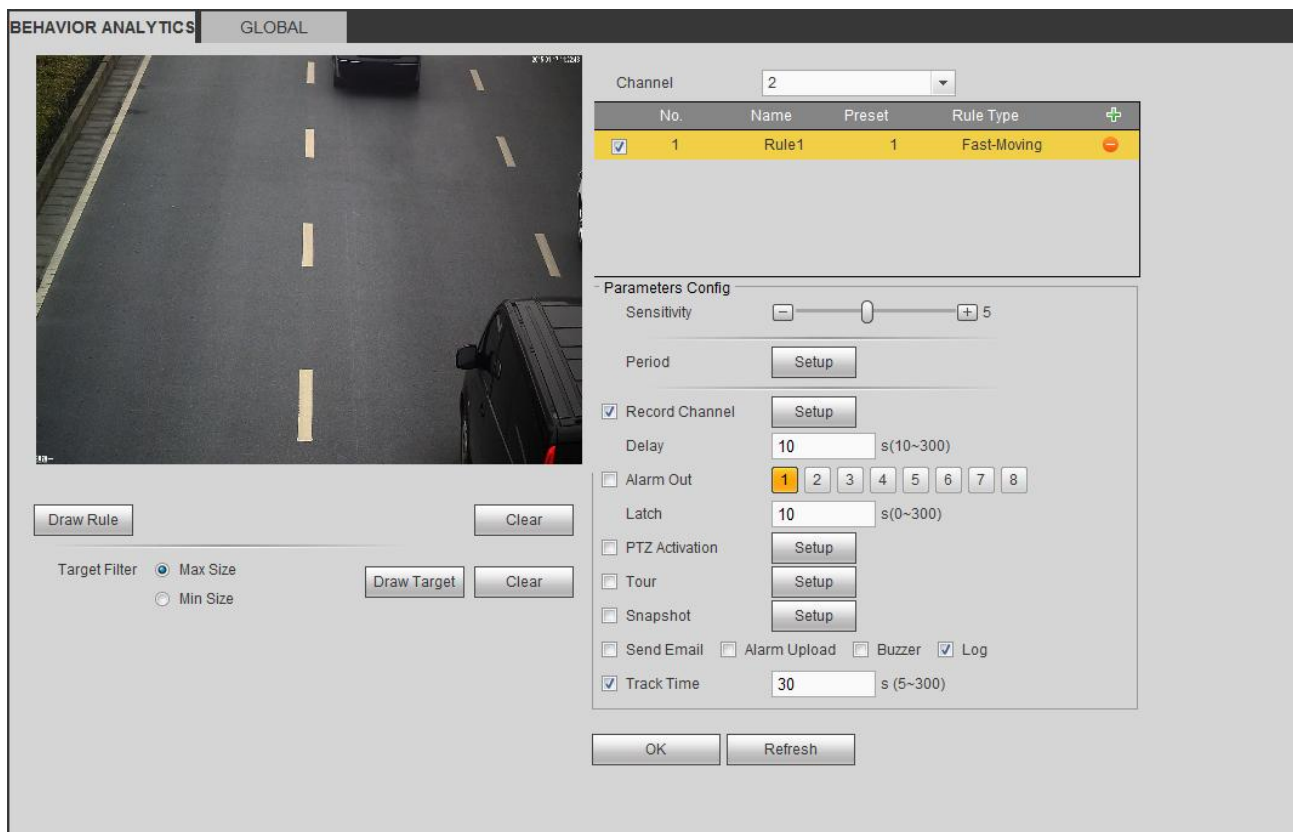 BEHAVIOR ANALYTICS GLOBAL
Channel 2
No. Name Preset Rule Type
1 Rule1 1 Fast-Moving
Parameters Config
Sensitivity 5
Period Setup
Record Channel Setup
Delay 10 s(10~300)
Alarm Out 1 2 3 4 5 6 7 8
Latch 10 s(0~300)
PTZ Activation Setup
Tour Setup
Snapshot Setup
Send Email Alarm Upload Buzzer Log
Track Time 30 s (5~300)
OK Refresh
Draw Rule Clear
Target Filter Max Size Draw Target Clear
Min Size